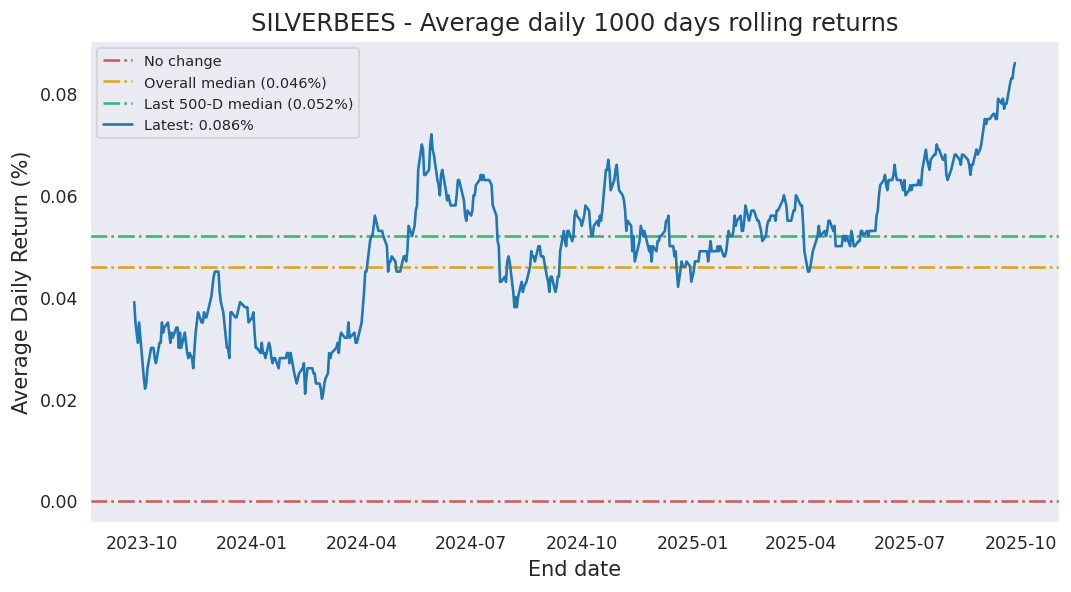 SILVERBEES - Average daily 1000 days rolling returns
No change
Overall median (0.046%)
Last 500-D median (0.052%)
Latest: 0.086%
Average Daily Return (%)
0.08
0.06
0.04
0.02
0.00
2023-10 2024-01 2024-04 2024-07 2024-10 2025-01 2025-04 2025-07 2025-10
End date